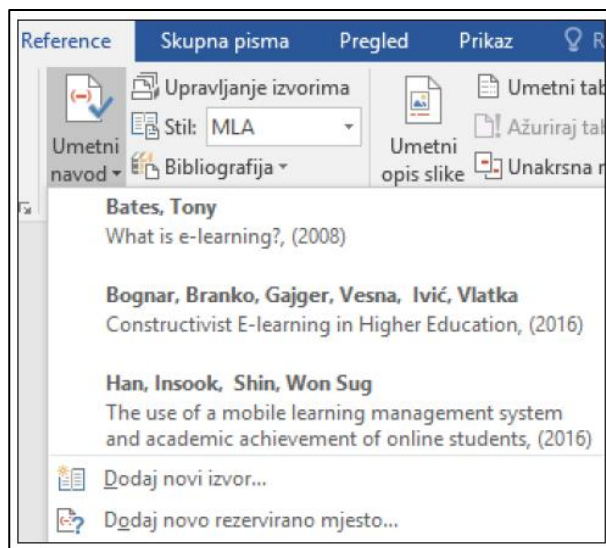 Reference Skupna pisma Pregled Prikaz
Umetni navod
Upravljanje izvorima
Stil: MLA
Bibliografija
Umetni opis slike
Umetni
Ažuriraj
Unakrsna
Bates, Tony
What is e-learning?, (2008)
Bognar, Branko, Gajger, Vesna, Ivić, Vlatka
Constructivist E-learning in Higher Education, (2016)
Han, Insook, Shin, Won Sug
The use of a mobile learning management system
and academic achievement of online students, (2016)
Dodaj novi izvor...
Dodaj novo rezervirano mjesto...